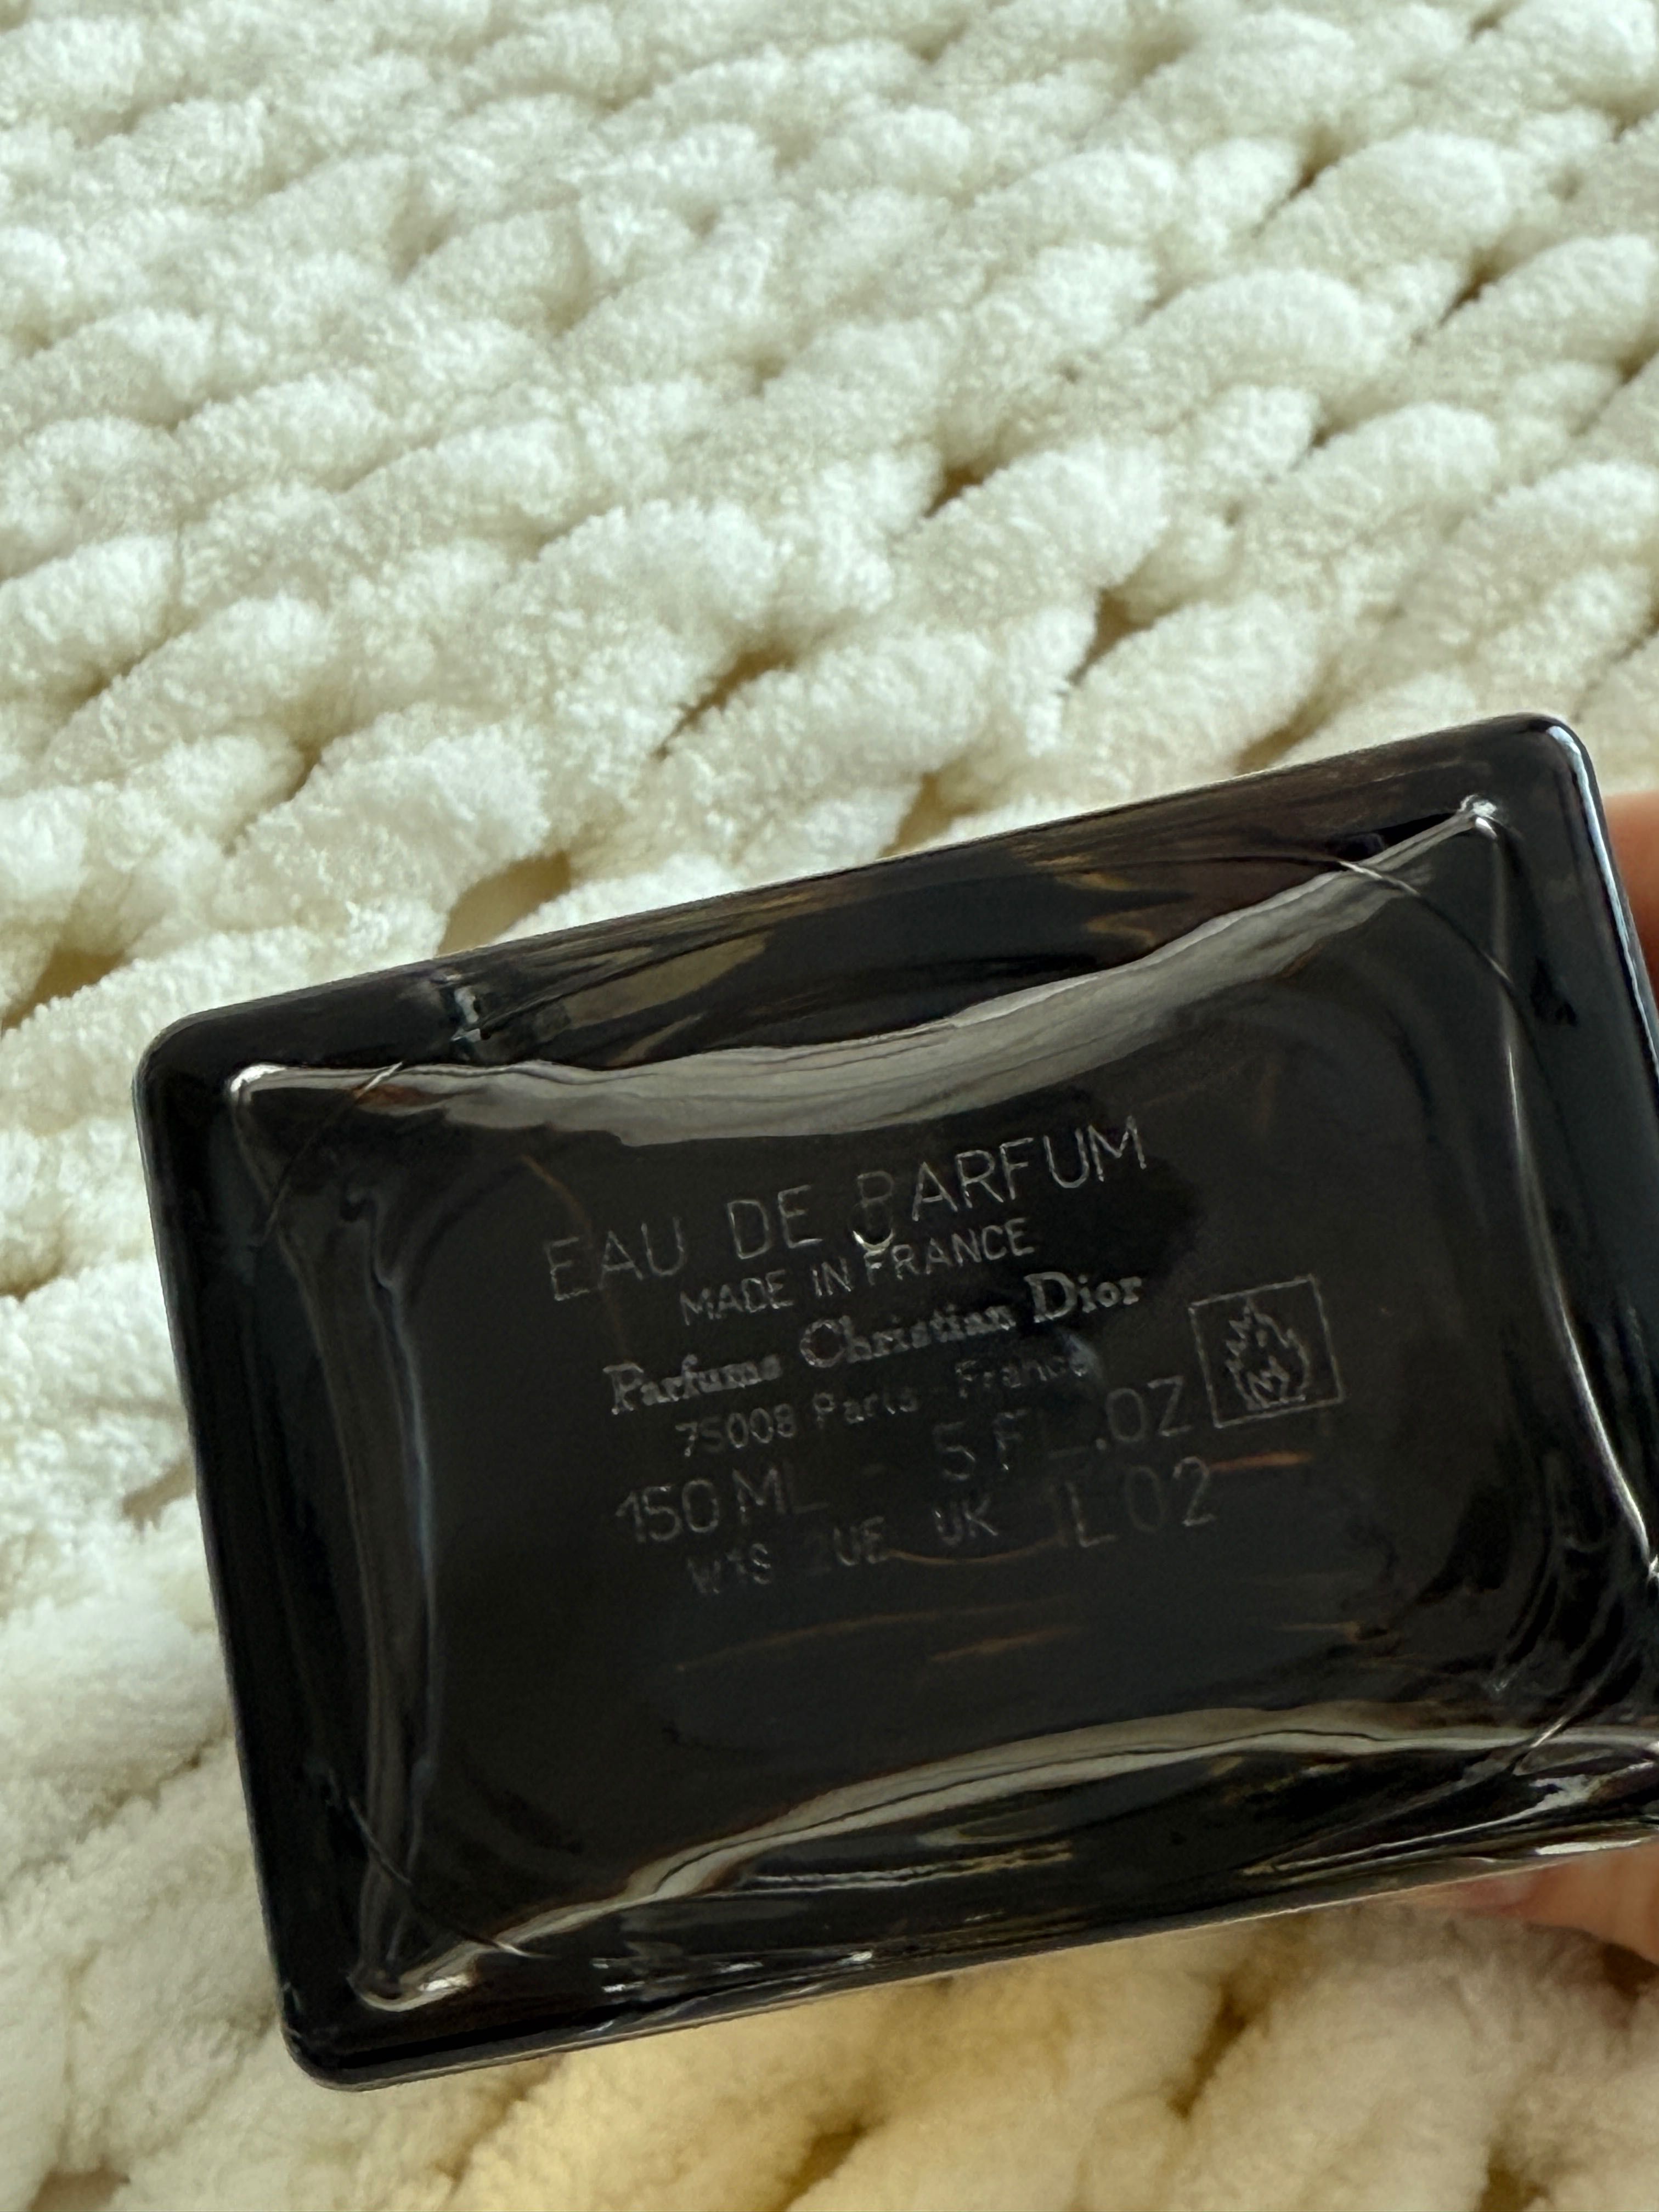 EAU DE PARFUM
MADE IN FRANCE
Parfums Christian Dior
75008 Paris - France
150 ML - 5 FL.OZ
W1S 2UE UK 1L02